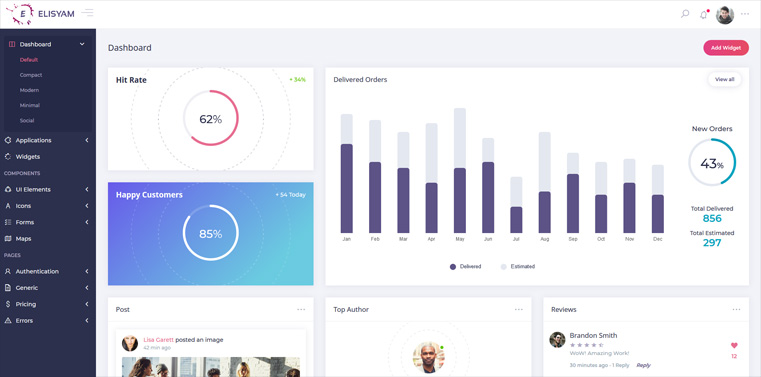 E ELISYAM
Dashboard
Default
Compact
Modern
Minimal
Social
Applications
Widgets
COMPONENTS
UI Elements
Icons
Forms
Maps
PAGES
Authentication
Generic
Pricing
Errors
Dashboard
Add Widget
Hit Rate
+ 34%
62%
Happy Customers
+ 54 Today
85%
Delivered Orders
View all
Jan Feb Mar Apr May Jun Jul Aug Sep Oct Nov Dec
Delivered Estimated
New Orders
43%
Total Delivered
856
Total Estimated
297
Post
Lisa Garett posted an image
42 min ago
Top Author
Reviews
Brandon Smith
WoW! Amazing Work!
30 minutes ago - 1 Reply Reply
12